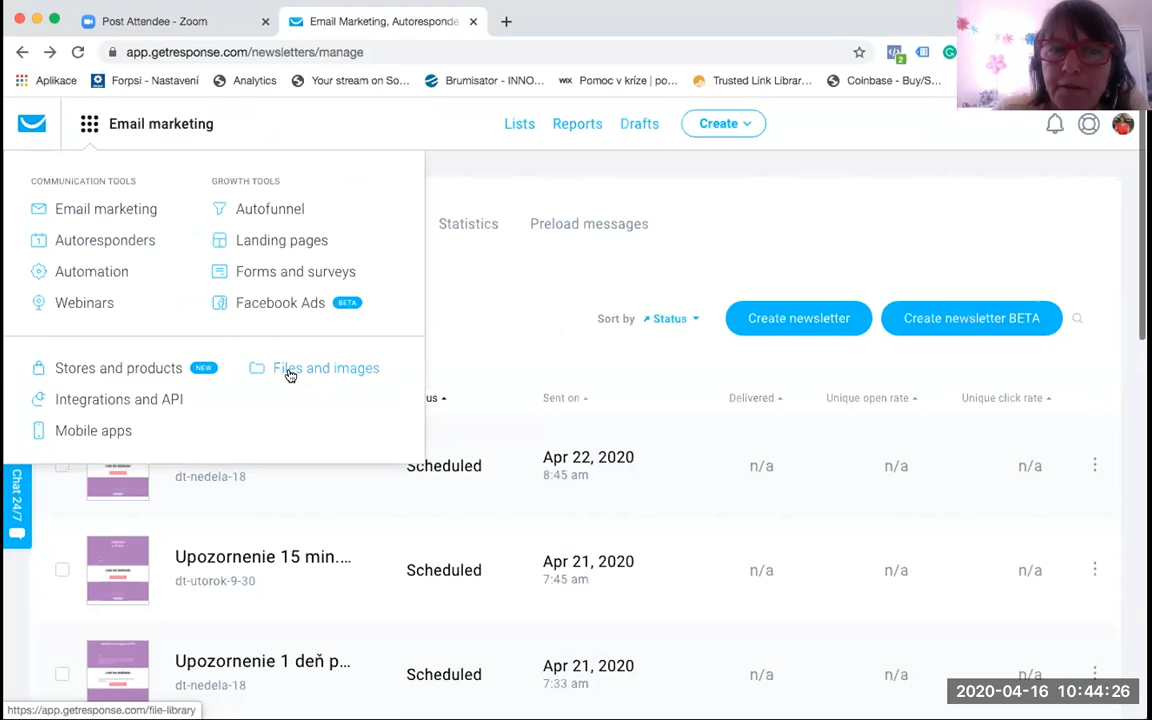 Post Attendee - Zoom
Email Marketing, Autoresponde
app.getresponse.com/newsletters/manage
2
Aplikace
Forpsi - Nastavení
Analytics
Your stream on So...
Brumisator - INNO...
WIX
Pomoc v kríze | po...
Trusted Link Librar...
Coinbase - Buy/S...
Email marketing
Lists
Reports
Drafts
Create
COMMUNICATION TOOLS
GROWTH TOOLS
Email marketing
Autofunnel
Autoresponders
Landing pages
Automation
Forms and surveys
Webinars
Facebook Ads BETA
Stores and products NEW
Files and images
Integrations and API
Mobile apps
Statistics
Preload messages
Sort by
Status
Create newsletter
Create newsletter BETA
us
Sent on
Delivered
Unique open rate
Unique click rate
dt-nedela-18
Scheduled
Apr 22, 2020
8:45 am
n/a
n/a
n/a
Chat 24/7
Upozornenie 15 min....
dt-utorok-9-30
Scheduled
Apr 21, 2020
7:45 am
n/a
n/a
n/a
Upozornenie 1 deň p...
dt-nedela-18
Scheduled
Apr 21, 2020
7:33 am
n/a
n/a
n/a
2020-04-16 10:44:26
https://app.getresponse.com/file-library